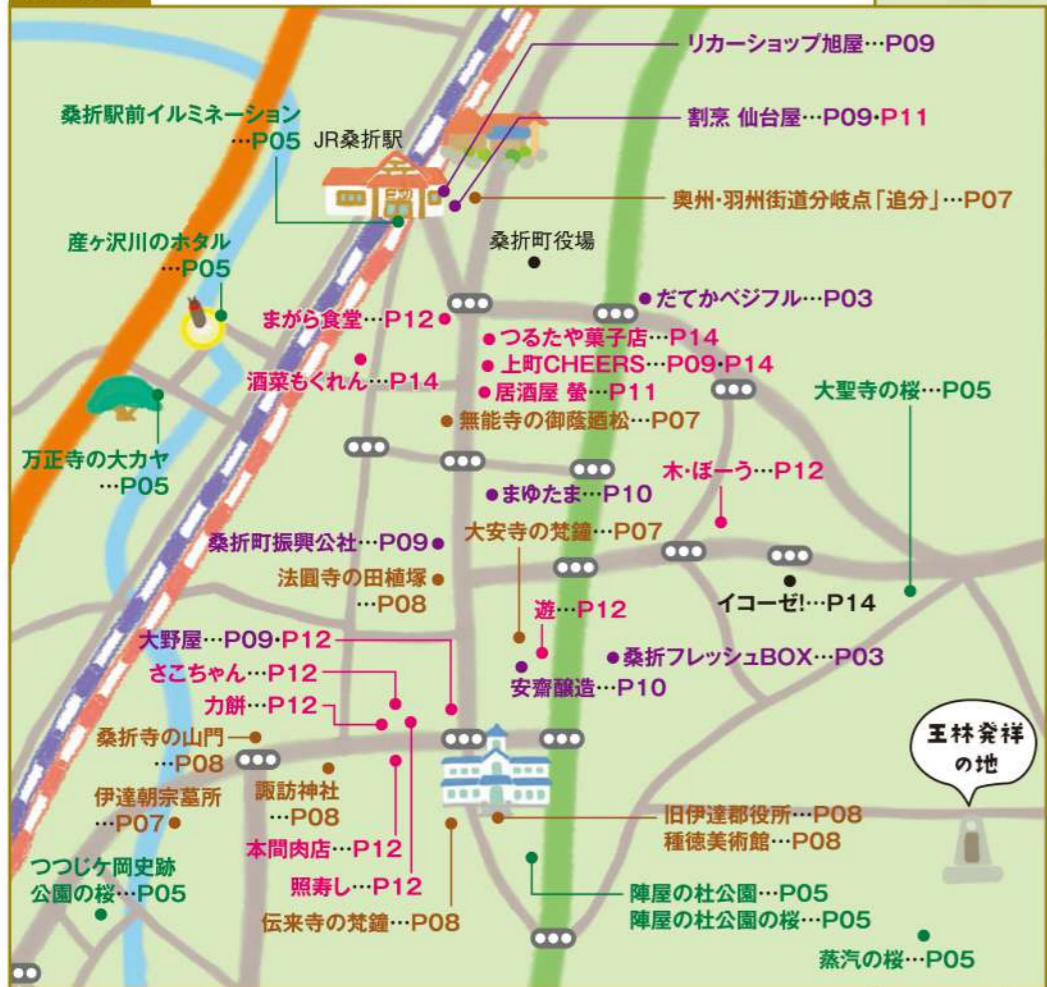 リカーショップ旭屋…P09
桑折駅前イルミネーション
…P05
JR桑折駅
割烹 仙台屋…P09・P11
奥州・羽州街道分岐点「追分」…P07
産ヶ沢川のホタル
…P05
桑折町役場
だてかベジフル…P03
まがら食堂…P12
つるたや菓子店…P14
上町CHEERS…P09・P14
酒菜もくれん…P14
居酒屋 螢…P11
大聖寺の桜…P05
無能寺の御蔭廻松…P07
万正寺の大カヤ
…P05
木・ぼーう…P12
まゆたま…P10
大安寺の梵鐘…P07
桑折町振興公社…P09
法圓寺の田植塚
…P08
イコーゼ!…P14
遊…P12
大野屋…P09・P12
桑折フレッシュBOX…P03
さこちゃん…P12
安齋醸造…P10
力餅…P12
桑折寺の山門
…P08
王林発祥
の地
伊達朝宗墓所
…P07
諏訪神社
…P08
旧伊達郡役所…P08
種徳美術館…P08
本間肉店…P12
つつじケ岡史跡
公園の桜…P05
照寿し…P12
陣屋の杜公園…P05
陣屋の杜公園の桜…P05
伝来寺の梵鐘…P08
蒸汽の桜…P05